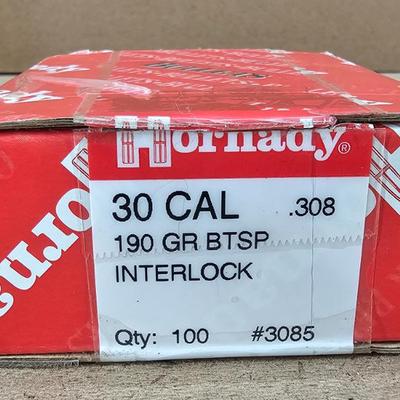 Hornady®
30 CAL .308
190 GR BTSP
INTERLOCK
Qty: 100 #3085